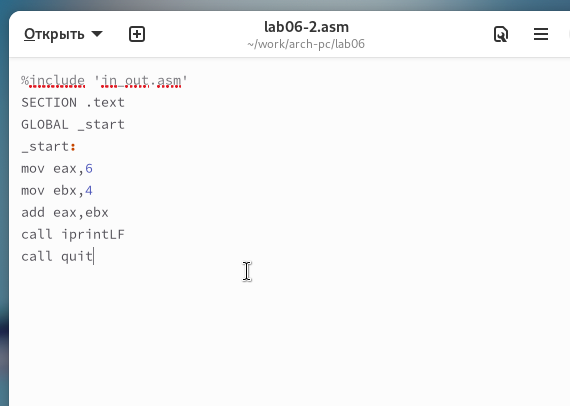 Открыть
lab06-2.asm
~/work/arch-pc/lab06
%include 'in_out.asm'
SECTION .text
GLOBAL _start
_start:
mov eax,6
mov ebx,4
add eax,ebx
call iprintLF
call quit